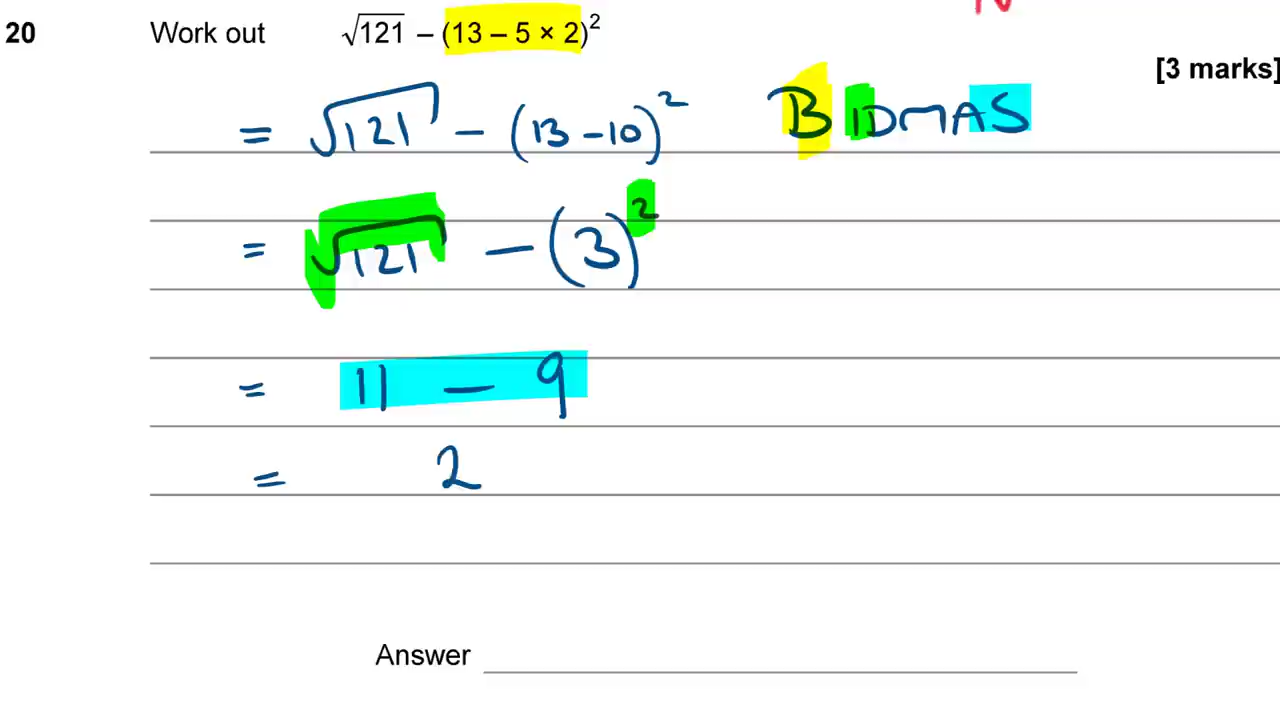 20 Work out √121 – (13 – 5 × 2)²
[3 marks]
= √121 – (13 – 10)² BIDMAS
= √121 – (3)²
= 11 – 9
= 2
Answer